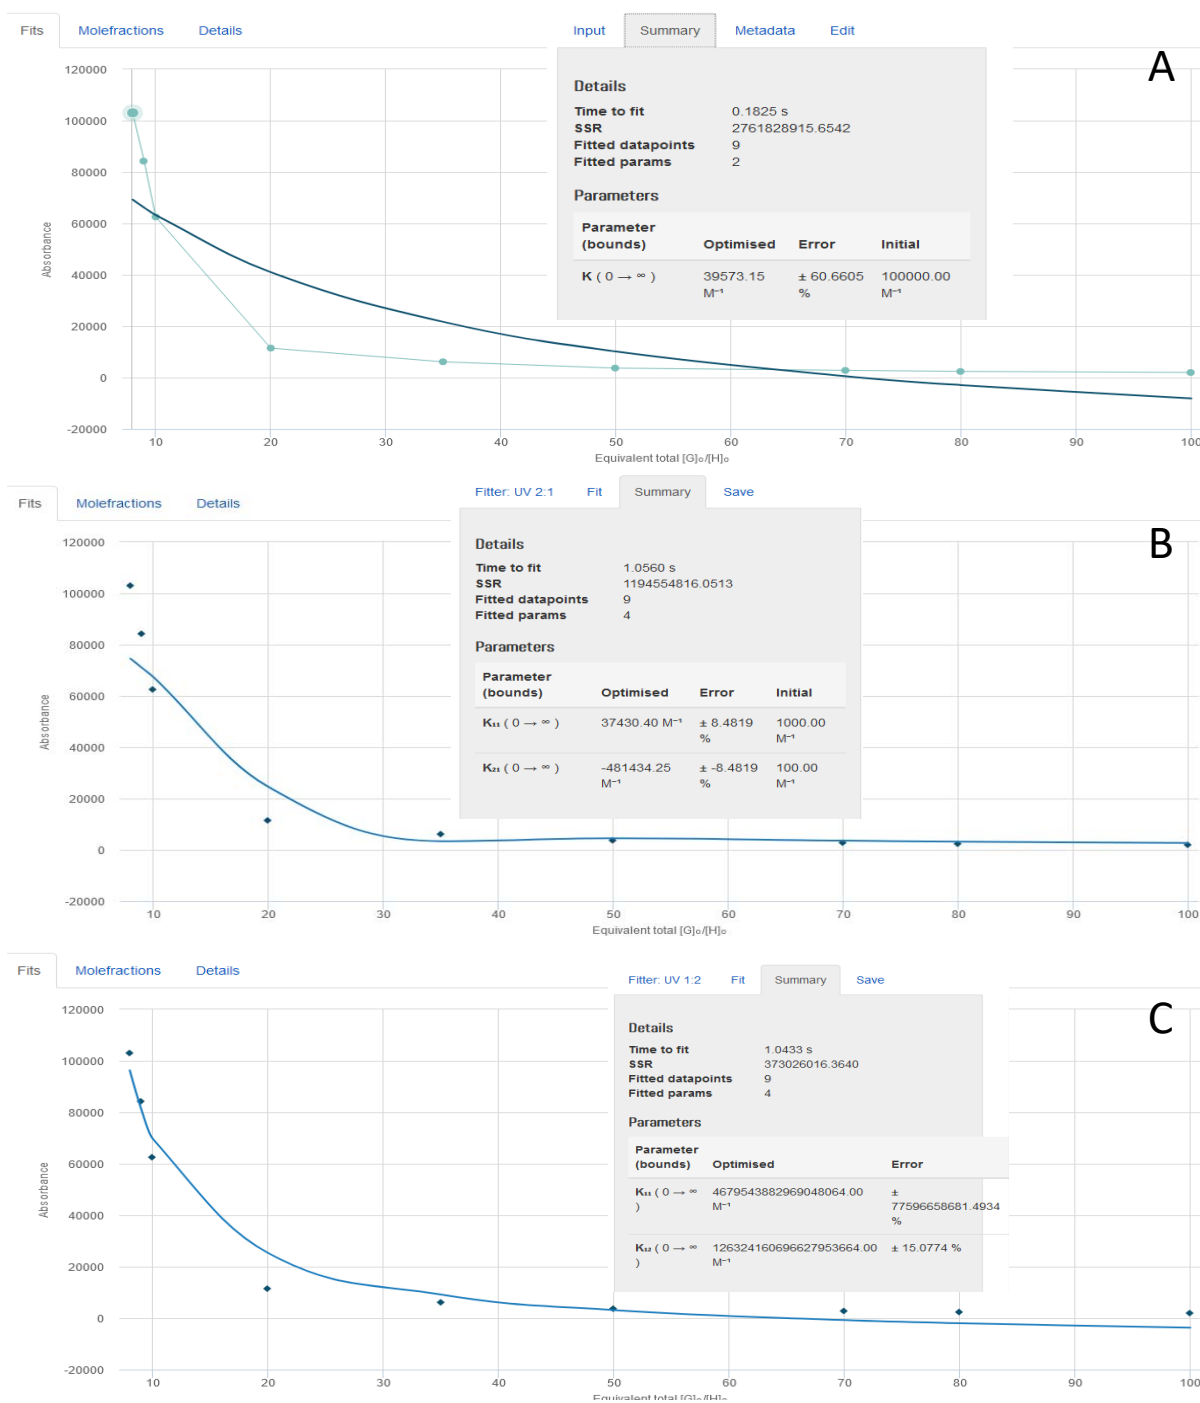 Fits Molefractions Details
Input Summary Metadata Edit
A
120000
100000
80000
60000
40000
20000
0
-20000
Absorbance
10 20 30 40 50 60 70 80 90 100
Equivalent total [G]₀/[H]₀
Details
Time to fit 0.1825 s
SSR 2761828915.6542
Fitted datapoints 9
Fitted params 2
Parameters
Parameter
(bounds) Optimised Error Initial
K ( 0 → ∞ ) 39573.15 ± 60.6605 100000.00
M⁻¹ % M⁻¹
Fits Molefractions Details
Fitter: UV 2:1 Fit Summary Save
B
120000
100000
80000
60000
40000
20000
0
-20000
Absorbance
10 20 30 40 50 60 70 80 90 100
Equivalent total [G]₀/[H]₀
Details
Time to fit 1.0560 s
SSR 1194554816.0513
Fitted datapoints 9
Fitted params 4
Parameters
Parameter
(bounds) Optimised Error Initial
K₁₁ ( 0 → ∞ ) 37430.40 M⁻¹ ± 8.4819 1000.00
% M⁻¹
K₂₁ ( 0 → ∞ ) -481434.25 ± -8.4819 100.00
M⁻¹ % M⁻¹
Fits Molefractions Details
Fitter: UV 1:2 Fit Summary Save
C
120000
100000
80000
60000
40000
20000
0
-20000
Absorbance
10 20 30 40 50 60 70 80 90 100
Equivalent total [G]₀/[H]₀
Details
Time to fit 1.0433 s
SSR 373026016.3640
Fitted datapoints 9
Fitted params 4
Parameters
Parameter
(bounds) Optimised Error
K₁₁ ( 0 → ∞ 4679543882969048064.00 ±
) M⁻¹ 77596658681.4934
%
K₁₂ ( 0 → ∞ 126324160696627953664.00 ± 15.0774 %
) M⁻¹